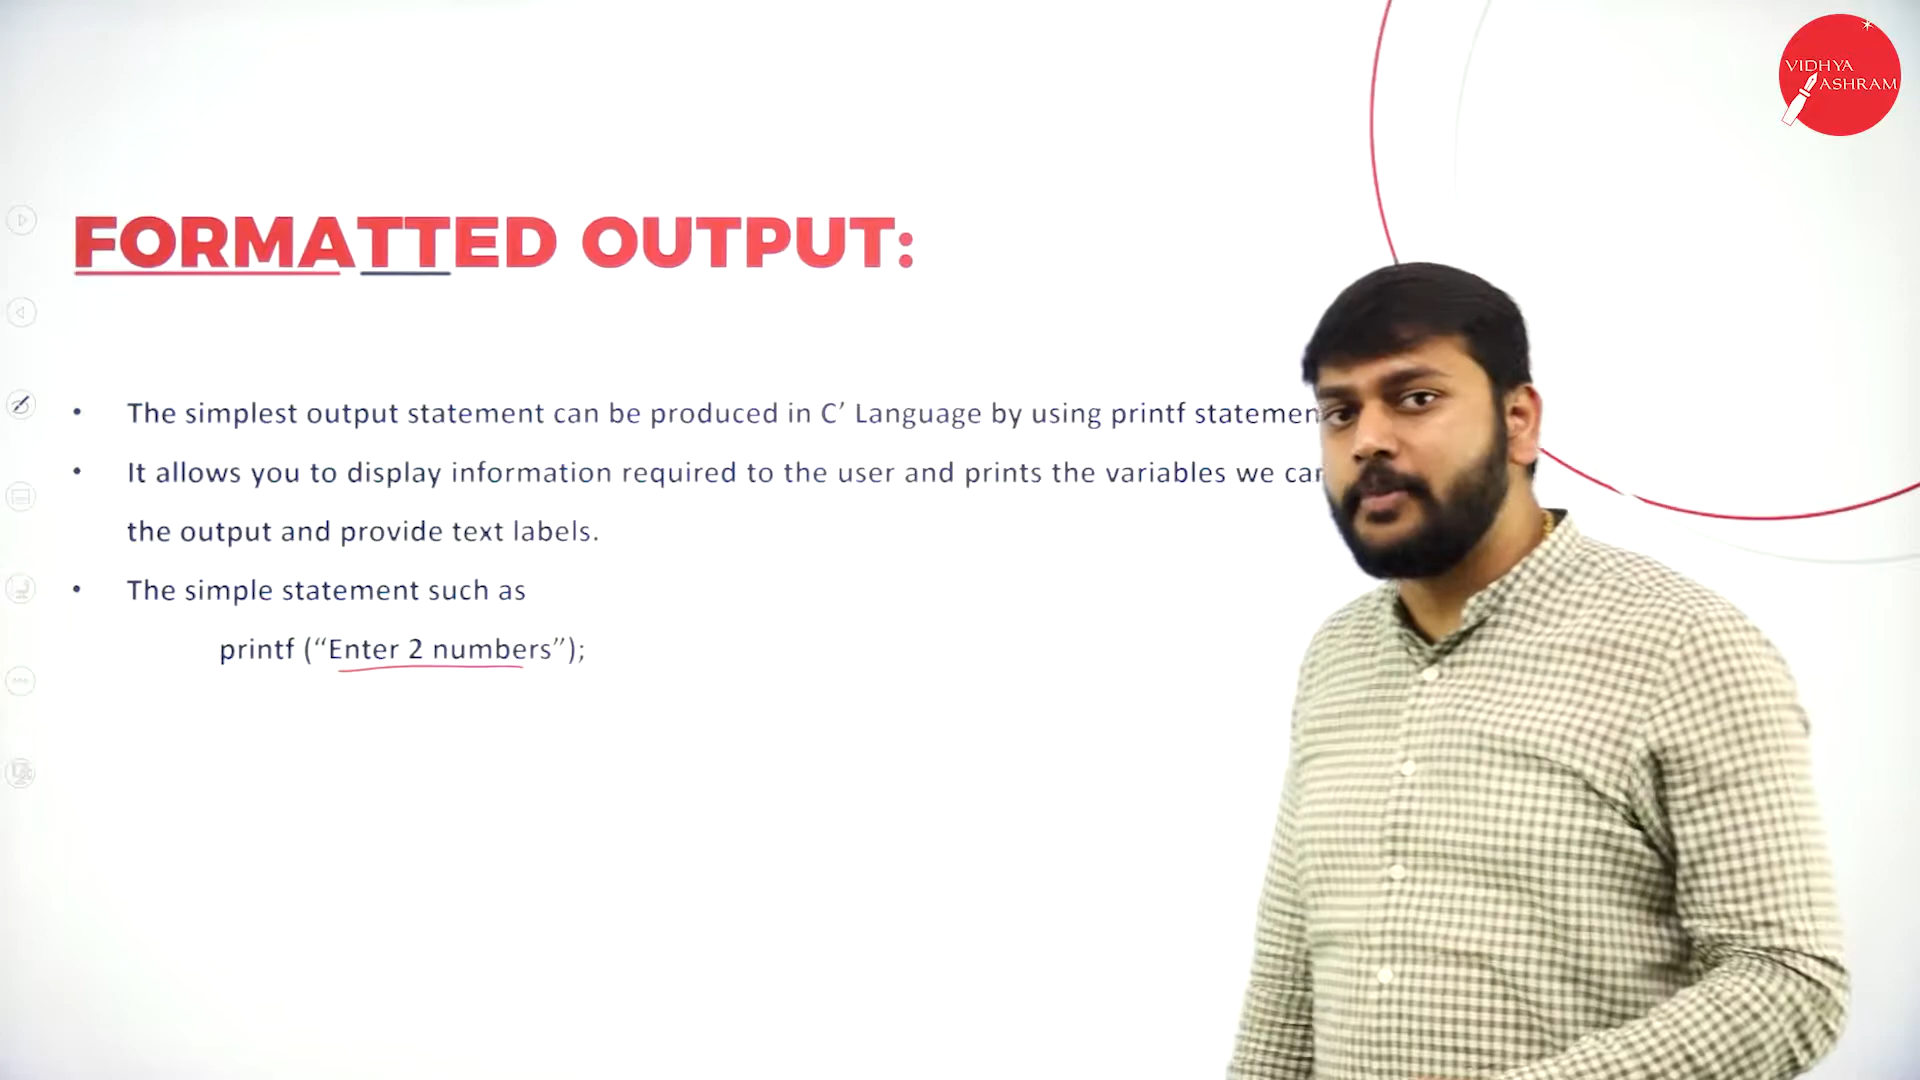 VIDHYA
ASHRAM
FORMATTED OUTPUT:
• The simplest output statement can be produced in C’ Language by using printf
• It allows you to display information required to the user and prints the variables we
the output and provide text labels.
• The simple statement such as
printf (“Enter 2 numbers”);